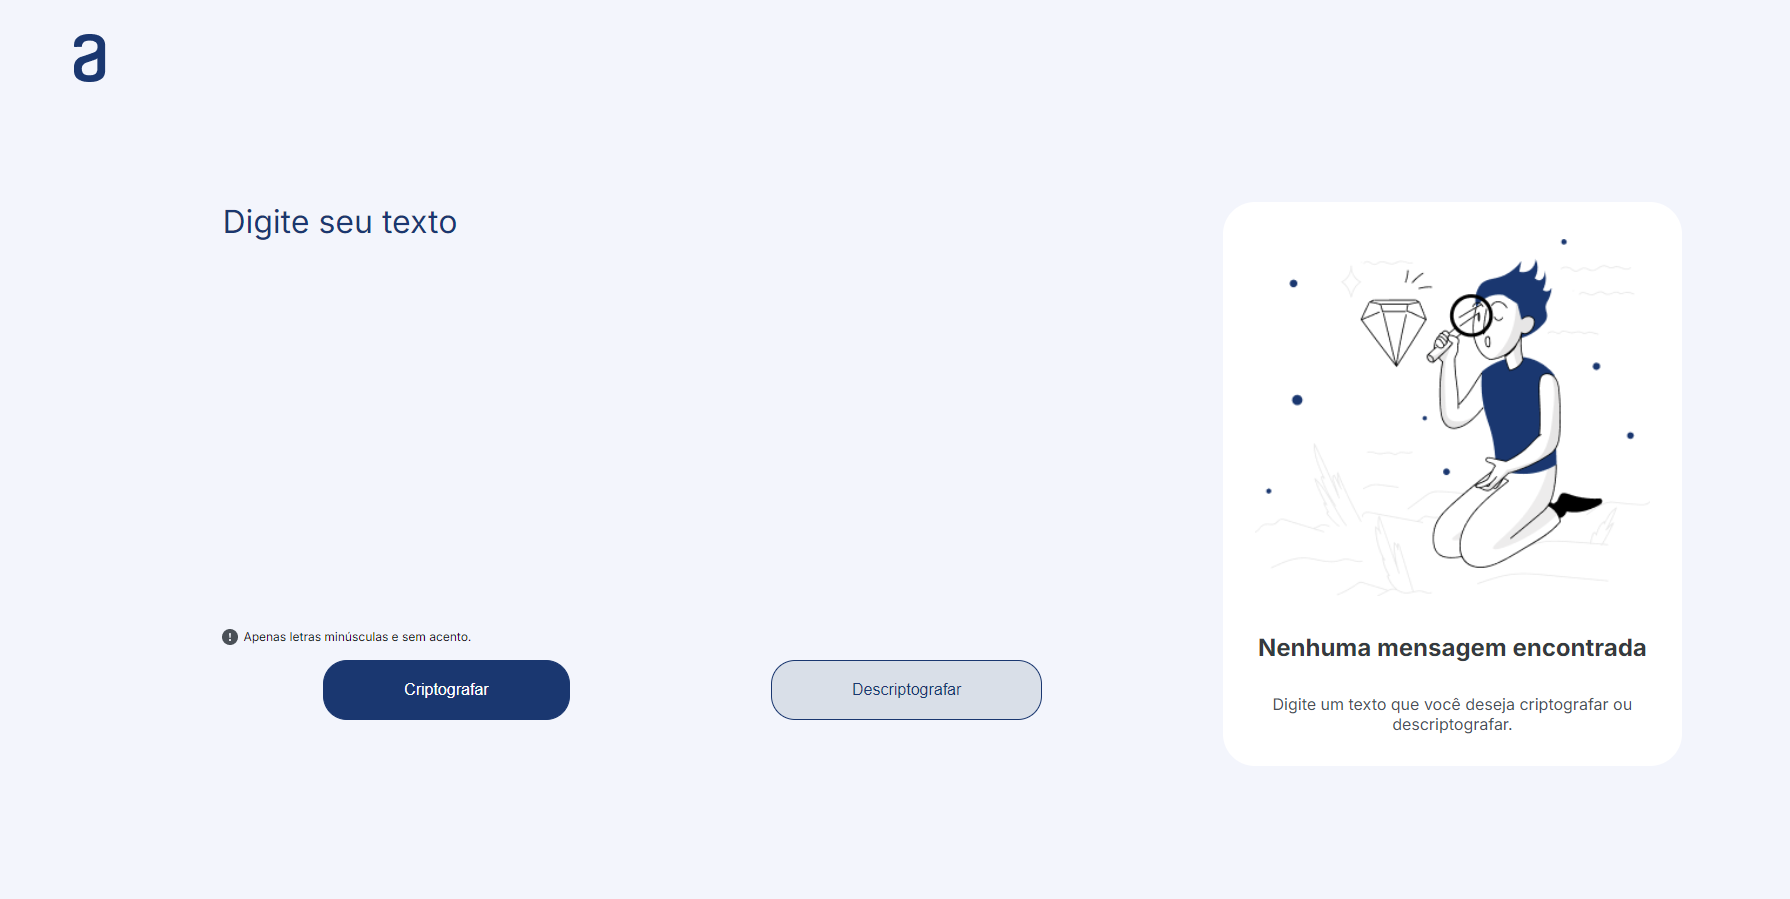 a
Digite seu texto
Apenas letras minúsculas e sem acento.
Criptografar
Descriptografar
Nenhuma mensagem encontrada
Digite um texto que você deseja criptografar ou
descriptografar.